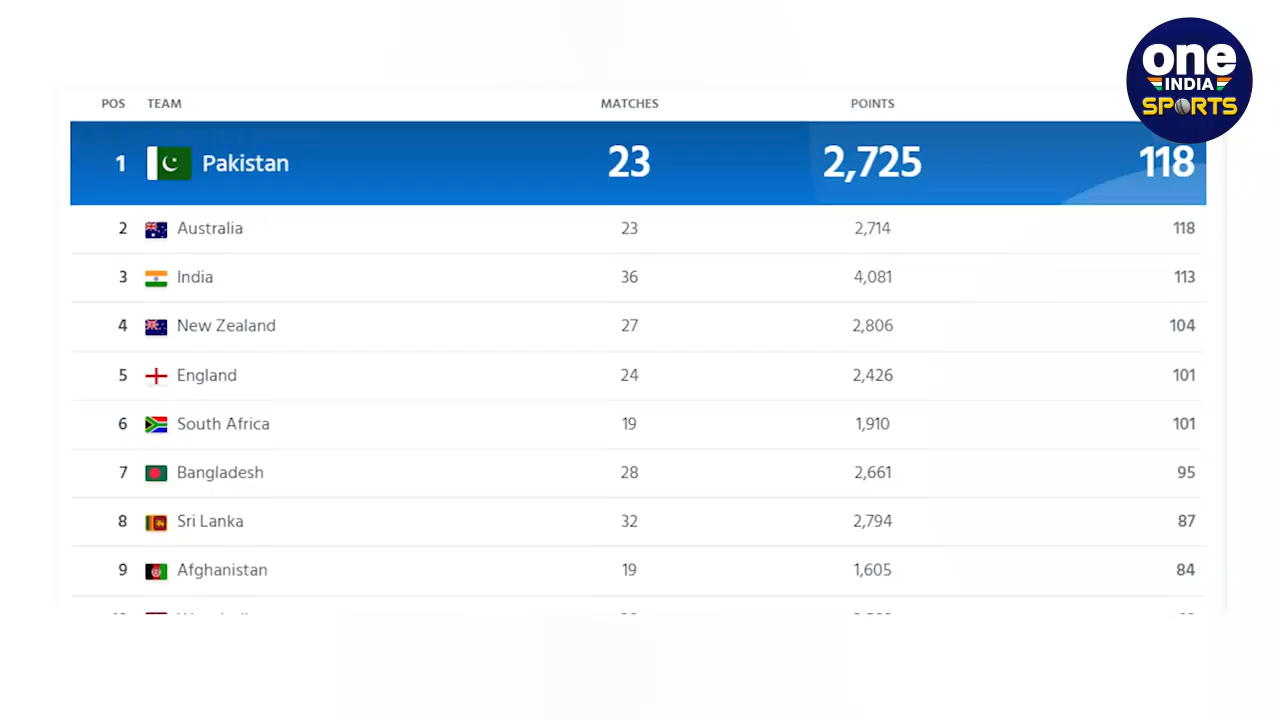 one
INDIA
SPORTS
POS TEAM MATCHES POINTS
1 Pakistan 23 2,725 118
2 Australia 23 2,714 118
3 India 36 4,081 113
4 New Zealand 27 2,806 104
5 England 24 2,426 101
6 South Africa 19 1,910 101
7 Bangladesh 28 2,661 95
8 Sri Lanka 32 2,794 87
9 Afghanistan 19 1,605 84